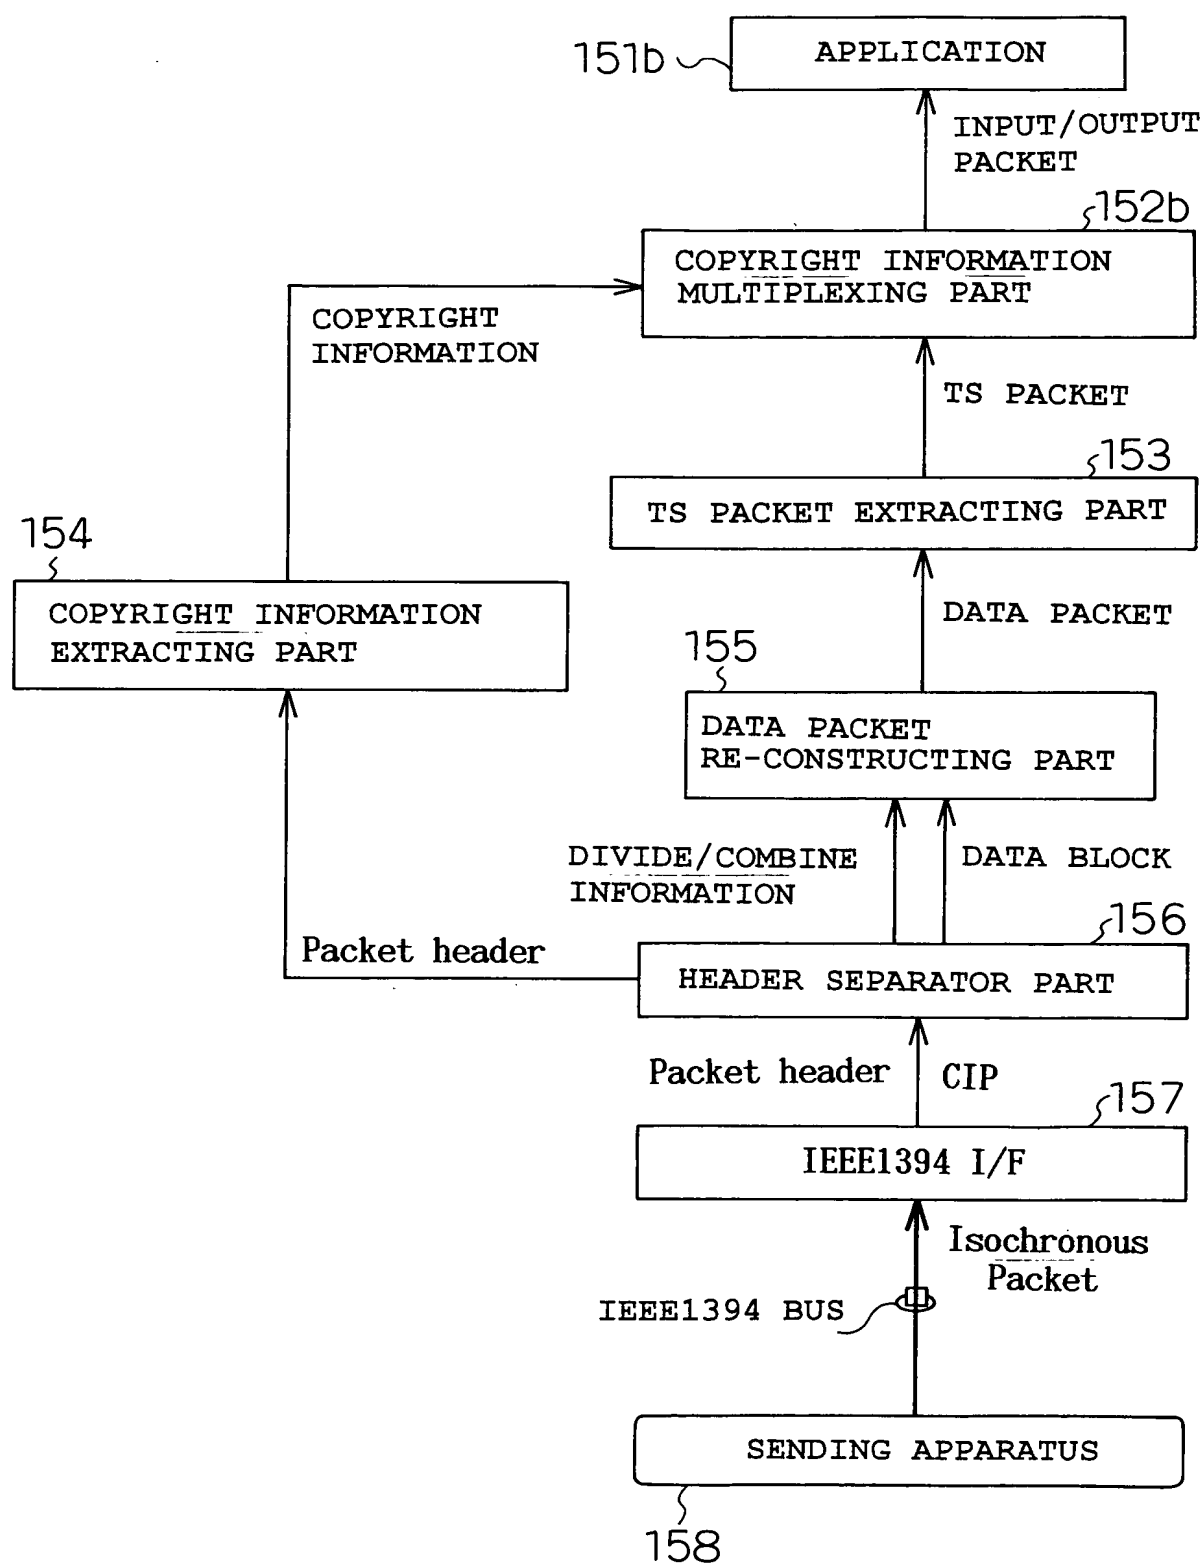 APPLICATION
151b
INPUT/OUTPUT
PACKET
152b
COPYRIGHT INFORMATION
MULTIPLEXING PART
COPYRIGHT
INFORMATION
TS PACKET
153
TS PACKET EXTRACTING PART
154
COPYRIGHT INFORMATION
EXTRACTING PART
DATA PACKET
155
DATA PACKET
RE-CONSTRUCTING PART
DIVIDE/COMBINE
INFORMATION
DATA BLOCK
156
Packet header
HEADER SEPARATOR PART
Packet header
CIP
157
IEEE1394 I/F
Isochronous
Packet
IEEE1394 BUS
SENDING APPARATUS
158